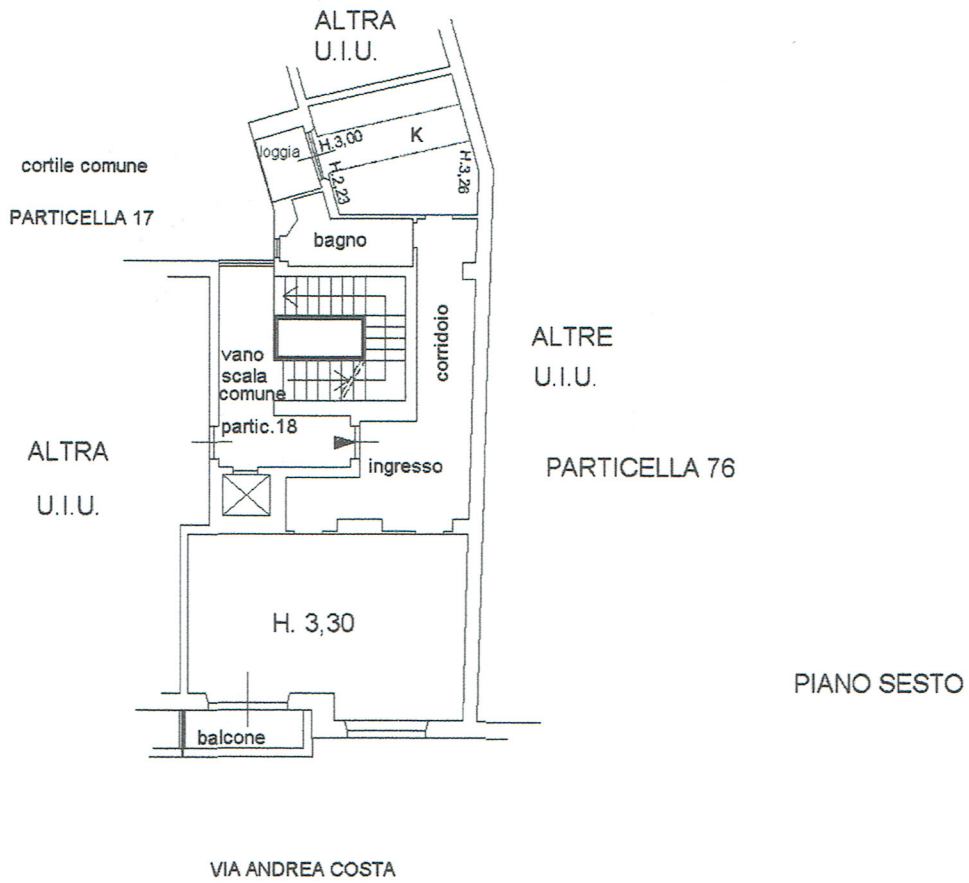 ALTRA
U.I.U.
cortile comune
PARTICELLA 17
loggia
H.3,00
H.2,23
K
H.3,26
bagno
corridoio
vano
scala
comune
partic.18
ingresso
ALTRE
U.I.U.
ALTRA
U.I.U.
PARTICELLA 76
H. 3,30
balcone
PIANO SESTO
VIA ANDREA COSTA